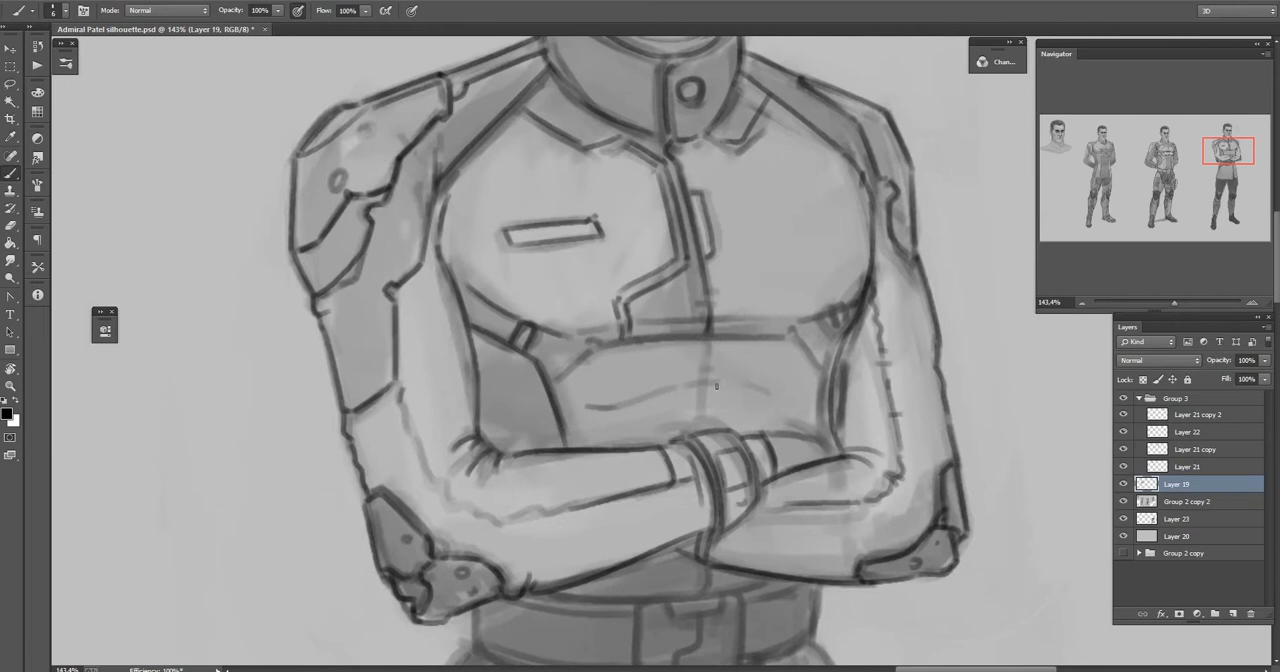 6 Mode: Normal Opacity: 100% Flow: 100% 3D
Admiral Patel silhouette.psd @ 143% (Layer 19, RGB/8) * ×
Chan...
Navigator
143,4%
Layers
Kind
Normal Opacity: 100%
Lock: Fill: 100%
Group 3
Layer 21 copy 2
Layer 22
Layer 21 copy
Layer 21
Layer 19
Group 2 copy 2
Layer 23
Layer 20
Group 2 copy
143,4% Efficiency: 100%*